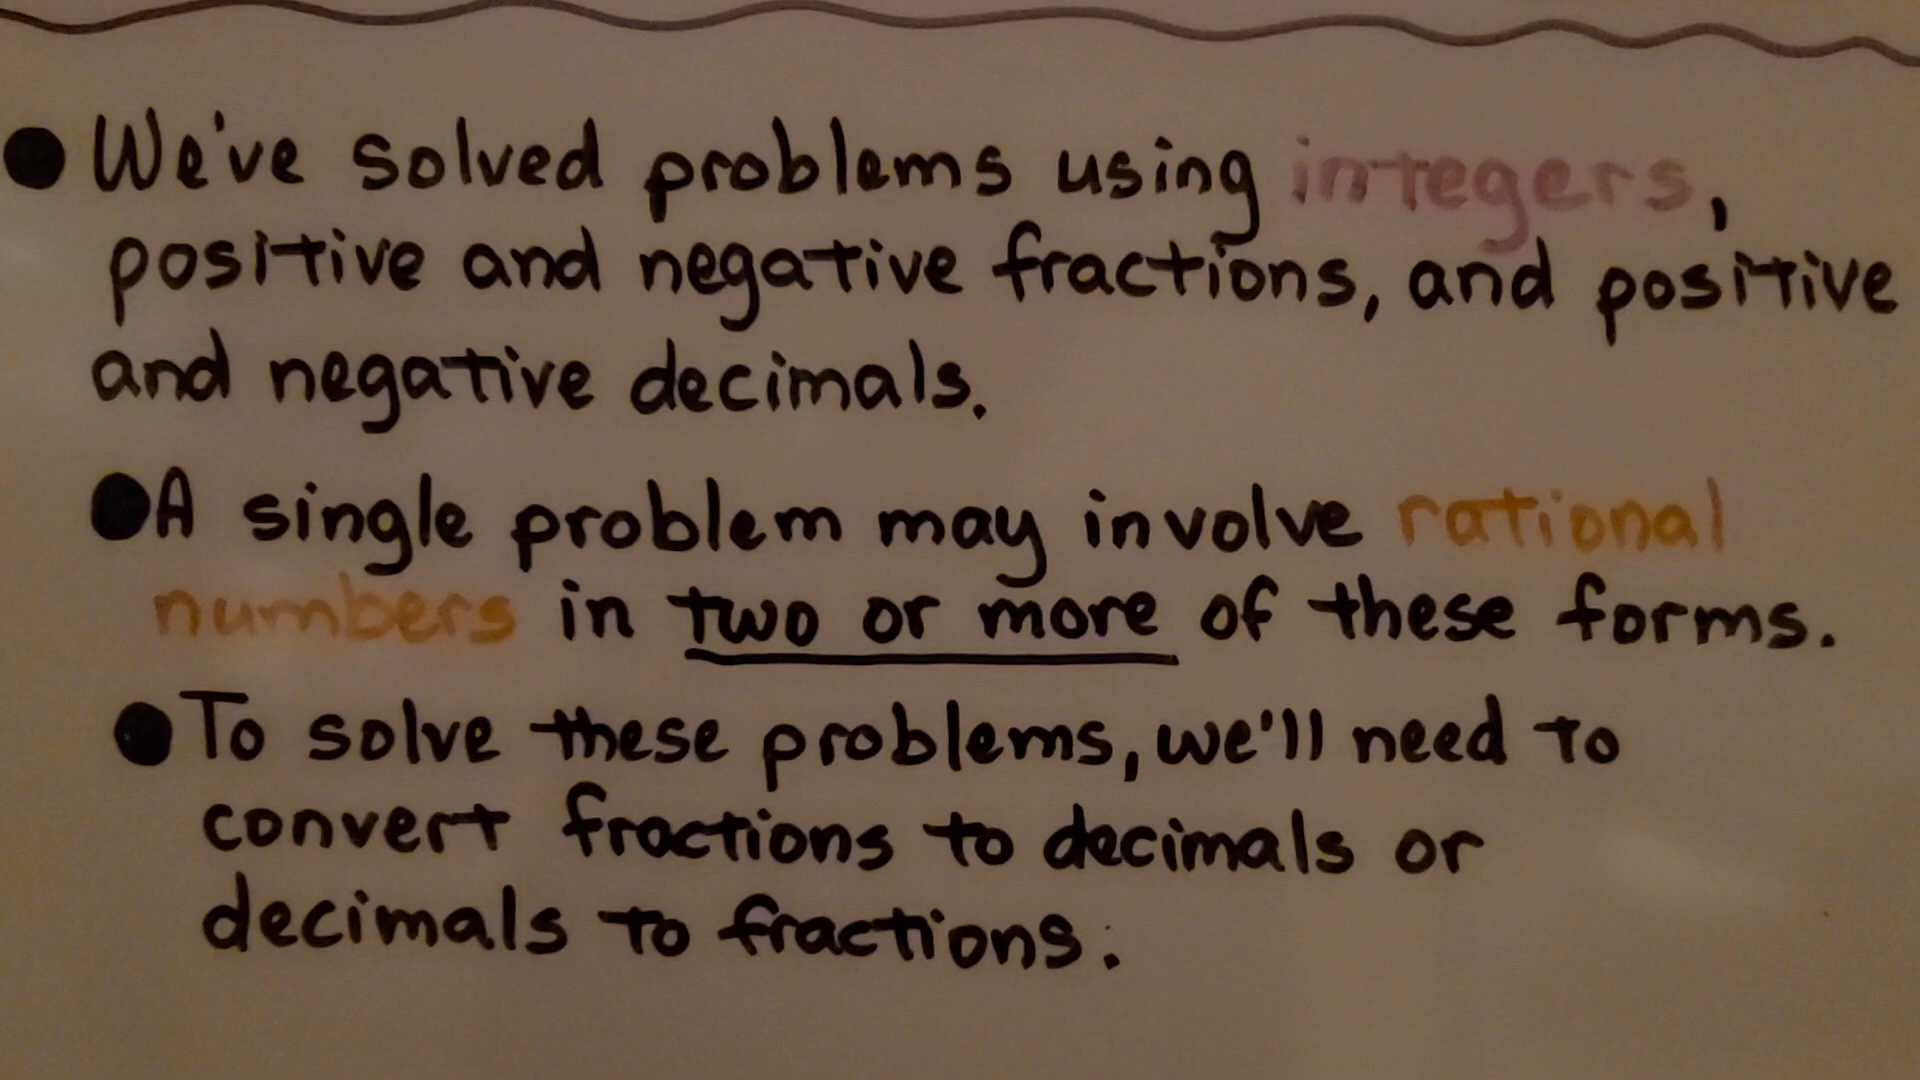 ● We've solved problems using integers,
positive and negative fractions, and positive
and negative decimals.
● A single problem may involve rational
numbers in two or more of these forms.
● To solve these problems, we'll need to
convert fractions to decimals or
decimals to fractions.